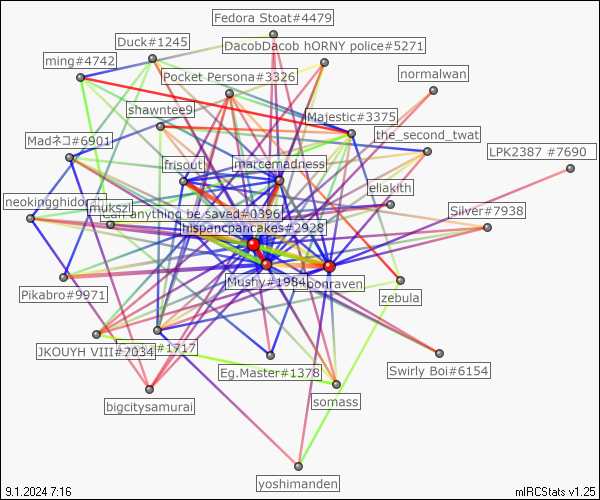 Fedora Stoat#4479
Duck#1245
DacobDacob hORNY police#5271
ming#4742
Pocket Persona#3326
normalwan
shawntee9
Majestic#3375
Madネコ#6901
the_second_twat
LPK2387 #7690
frisout
marcemadness
eliakith
neokingghidorah
mukszi
Can anything be saved#0396
Silver#7938
hispancpancakes#2928
Mushy#1984
Pikabro#9971
zebula
JKOUYH VIII#7034
#1717
Eg.Master#1378
Swirly Boi#6154
bigcitysamurai
somass
yoshimanden
9.1.2024 7:16
mIRCStats v1.25